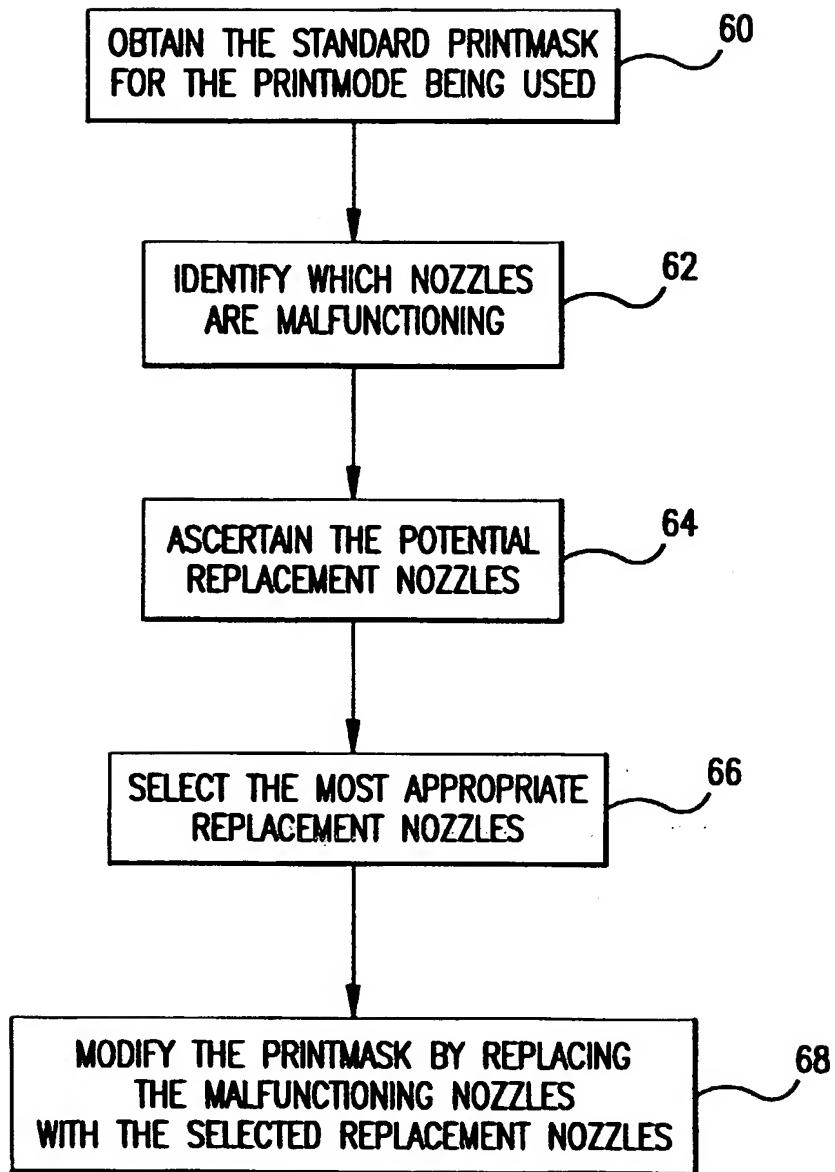 OBTAIN THE STANDARD PRINTMASK
FOR THE PRINTMODE BEING USED
60
IDENTIFY WHICH NOZZLES
ARE MALFUNCTIONING
62
ASCERTAIN THE POTENTIAL
REPLACEMENT NOZZLES
64
SELECT THE MOST APPROPRIATE
REPLACEMENT NOZZLES
66
MODIFY THE PRINTMASK BY REPLACING
THE MALFUNCTIONING NOZZLES
WITH THE SELECTED REPLACEMENT NOZZLES
68